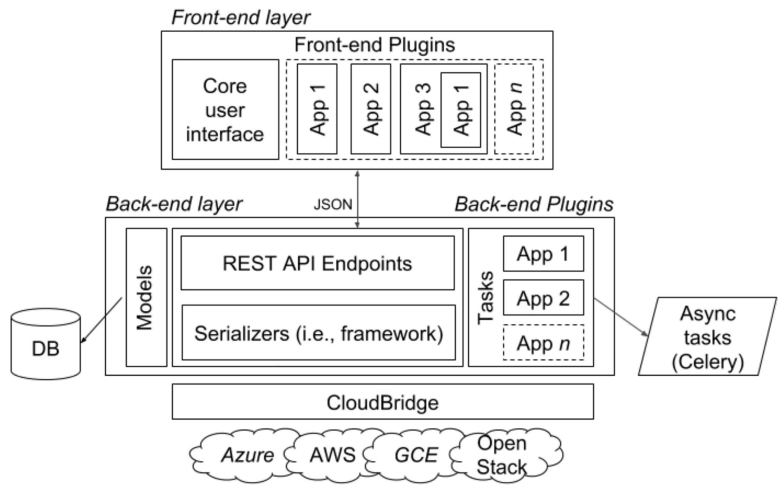 Front-end layer
Front-end Plugins
Core
user
interface
App 1
App 2
App 3
App 1
App n
JSON
Back-end layer
Back-end Plugins
Models
REST API Endpoints
Serializers (i.e., framework)
Tasks
App 1
App 2
App n
DB
Async
tasks
(Celery)
CloudBridge
Azure
AWS
GCE
Open
Stack